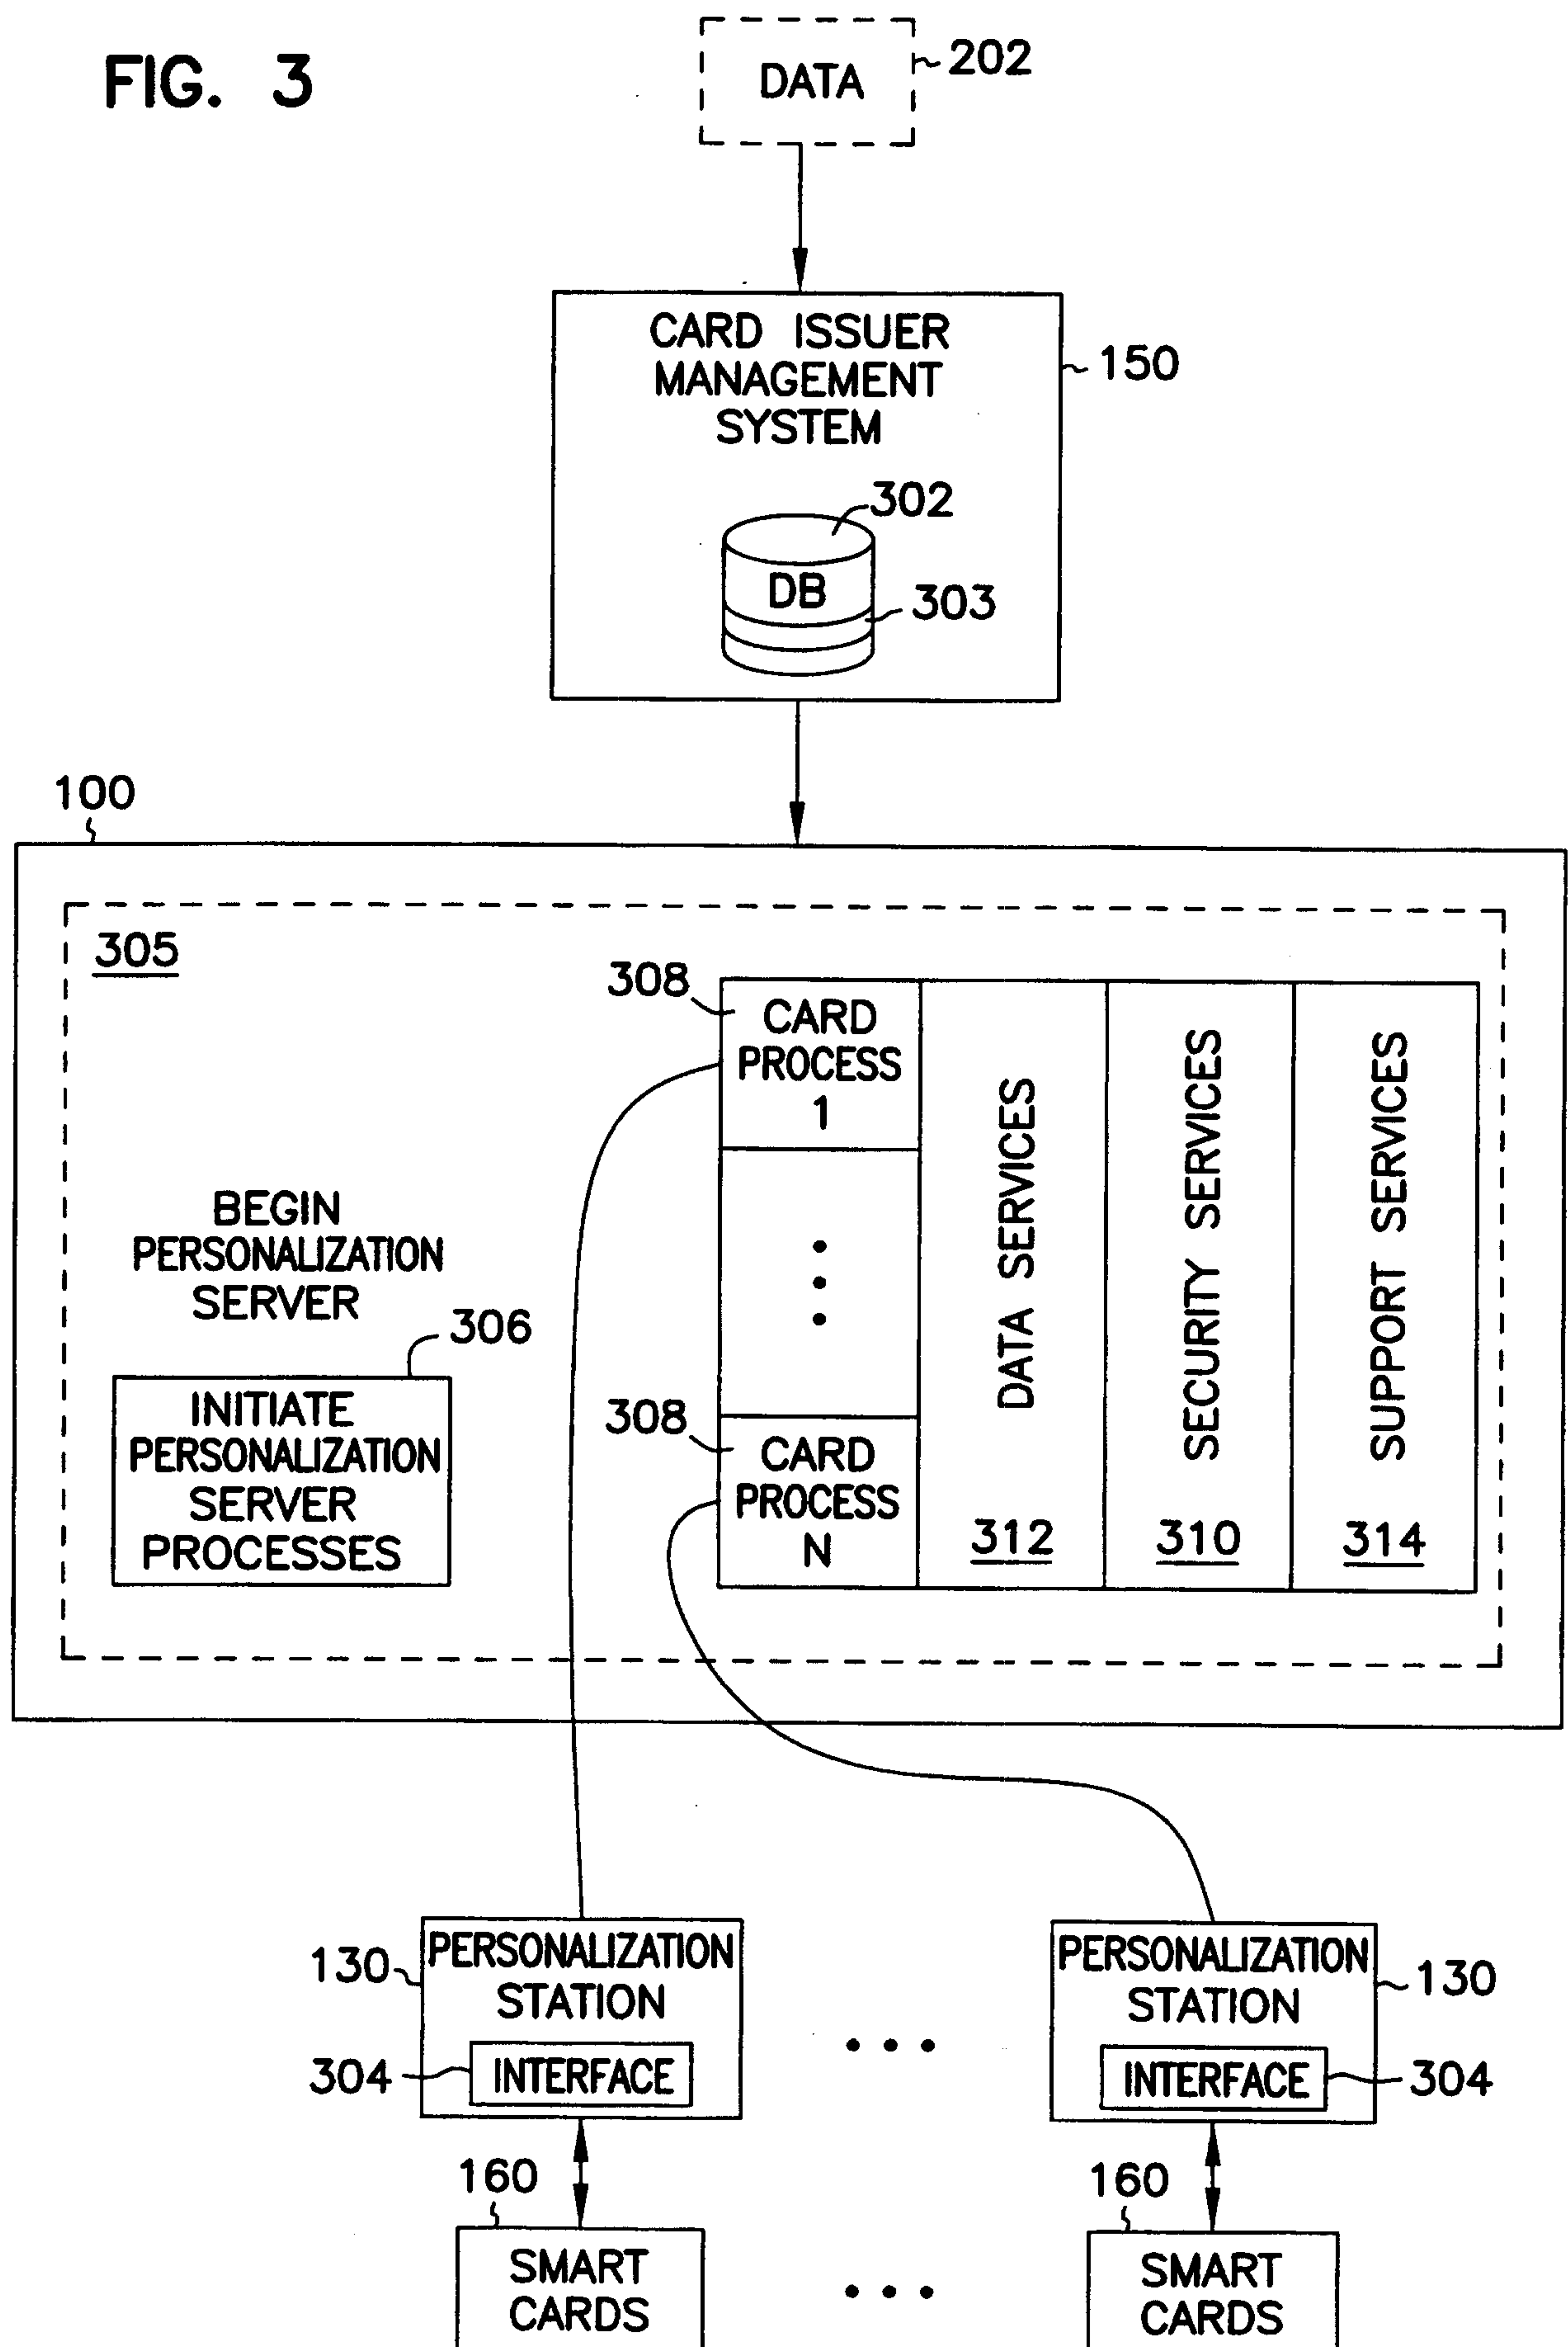 FIG. 3
DATA
202
CARD ISSUER
MANAGEMENT
SYSTEM
150
302
DB
303
100
305
308
CARD
PROCESS
1
DATA SERVICES
SECURITY SERVICES
SUPPORT SERVICES
BEGIN
PERSONALIZATION
SERVER
306
INITIATE
PERSONALIZATION
SERVER
PROCESSES
308
CARD
PROCESS
N
312
310
314
130
PERSONALIZATION
STATION
304
INTERFACE
PERSONALIZATION
STATION
130
INTERFACE
304
160
SMART
CARDS
160
SMART
CARDS